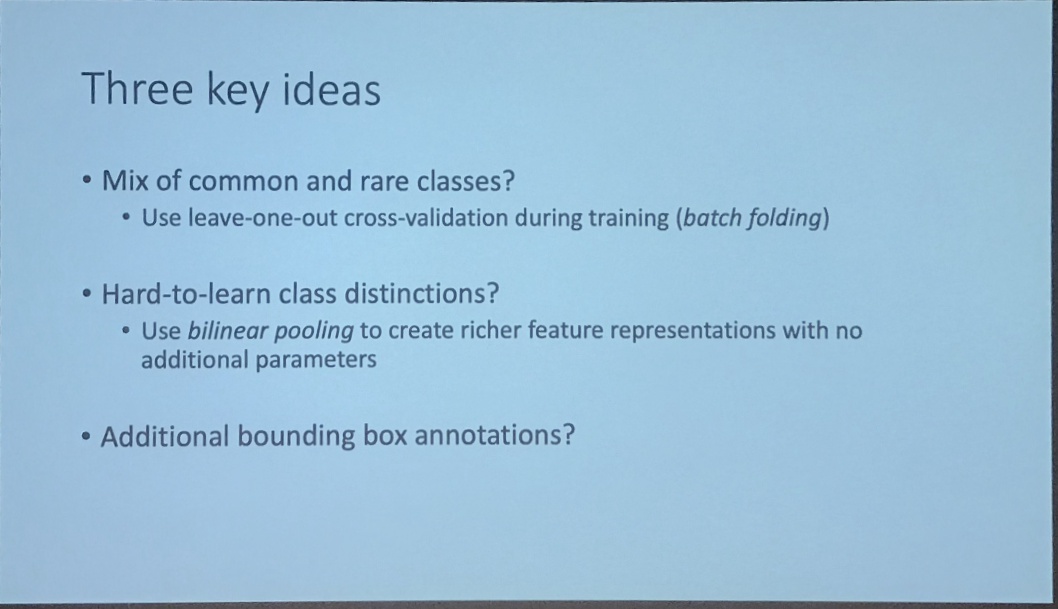 Three key ideas
• Mix of common and rare classes?
• Use leave-one-out cross-validation during training (batch folding)
• Hard-to-learn class distinctions?
• Use bilinear pooling to create richer feature representations with no
additional parameters
• Additional bounding box annotations?